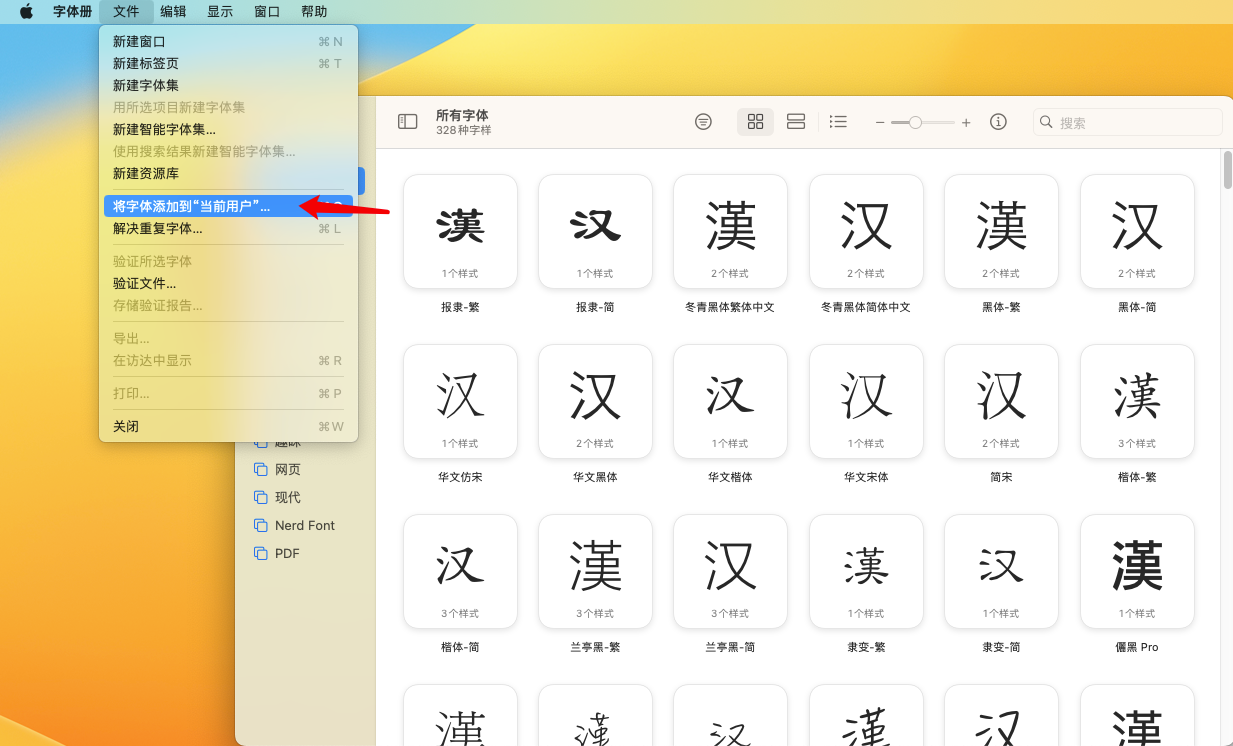 字体册 文件 编辑 显示 窗口 帮助
新建窗口 ⌘ N
新建标签页 ⌘ T
新建字体集
用所选项目新建字体集
新建智能字体集...
使用搜索结果新建智能字体集...
新建资源库
将字体添加到“当前用户”...
解决重复字体... ⌘ L
验证所选字体
验证文件...
存储验证报告...
导出...
在访达中显示 ⌘ R
打印... ⌘ P
关闭 ⌘ W
网页
现代
Nerd Font
PDF
所有字体
328种字样
搜索
漢 汉 漢 汉 漢 汉
1个样式 1个样式 2个样式 2个样式 2个样式 2个样式
报隶-繁 报隶-简 冬青黑体繁体中文 冬青黑体简体中文 黑体-繁 黑体-简
汉 汉 汉 汉 汉 漢
1个样式 2个样式 1个样式 1个样式 2个样式 3个样式
华文仿宋 华文黑体 华文楷体 华文宋体 简宋 楷体-繁
汉 漢 汉 漢 汉 漢
3个样式 3个样式 3个样式 1个样式 1个样式 1个样式
楷体-简 兰亭黑-繁 兰亭黑-简 隶变-繁 隶变-简 儷黑 Pro
漢 漢 汉 漢 汉 漢